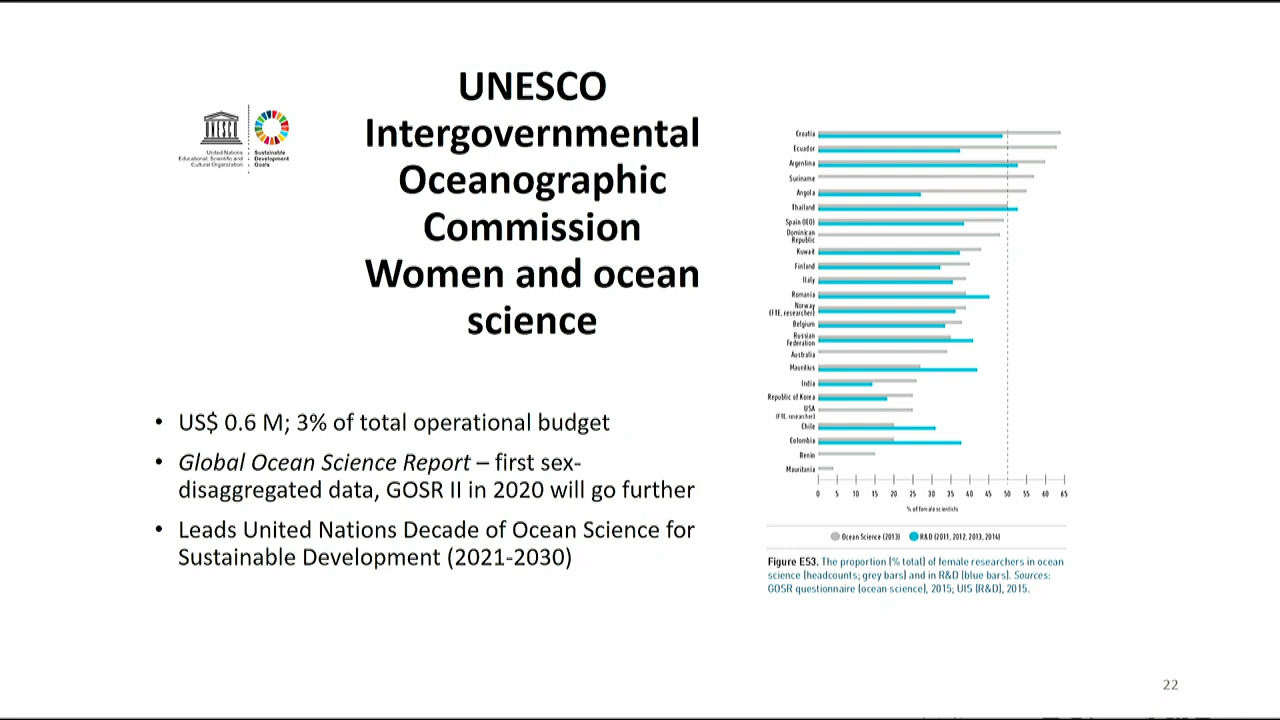 UNESCO
Intergovernmental
Oceanographic
Commission
Women and ocean
science
United Nations
Educational, Scientific and
Cultural Organization
Sustainable
Development
Goals
• US$ 0.6 M; 3% of total operational budget
• Global Ocean Science Report – first sex-
disaggregated data, GOSR II in 2020 will go further
• Leads United Nations Decade of Ocean Science for
Sustainable Development (2021-2030)
Croatia
Ecuador
Argentina
Suriname
Angola
Thailand
Spain (IEO)
Dominican
Republic
Kuwait
Finland
Italy
Romania
Norway
(FTE, researcher)
Belgium
Russian
Federation
Australia
Mauritius
India
Republic of Korea
USA
(FTE, researcher)
Chile
Colombia
Benin
Mauritania
0 5 10 15 20 25 30 35 40 45 50 55 60 65
% of female scientists
Ocean Science (2013) R&D (2011, 2012, 2013, 2014)
Figure ES3. The proportion (% total) of female researchers in ocean
science (headcounts; grey bars) and in R&D (blue bars). Sources:
GOSR questionnaire (ocean science), 2015; UIS (R&D), 2015.
22